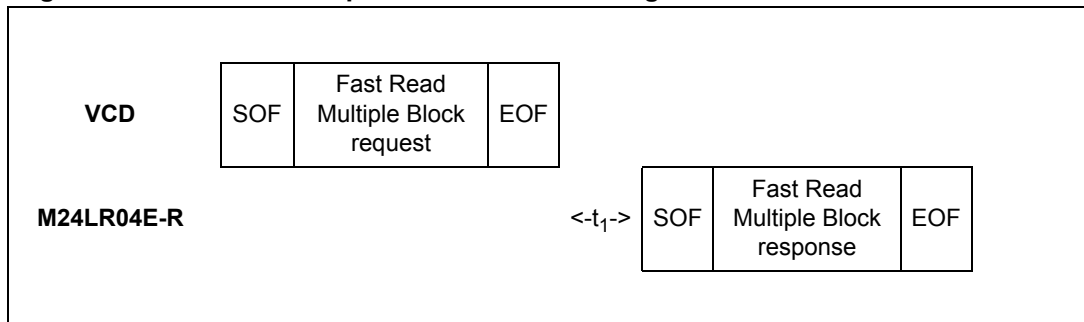 VCD
SOF
Fast Read
Multiple Block
request
EOF
M24LR04E-R
<-t1->
SOF
Fast Read
Multiple Block
response
EOF